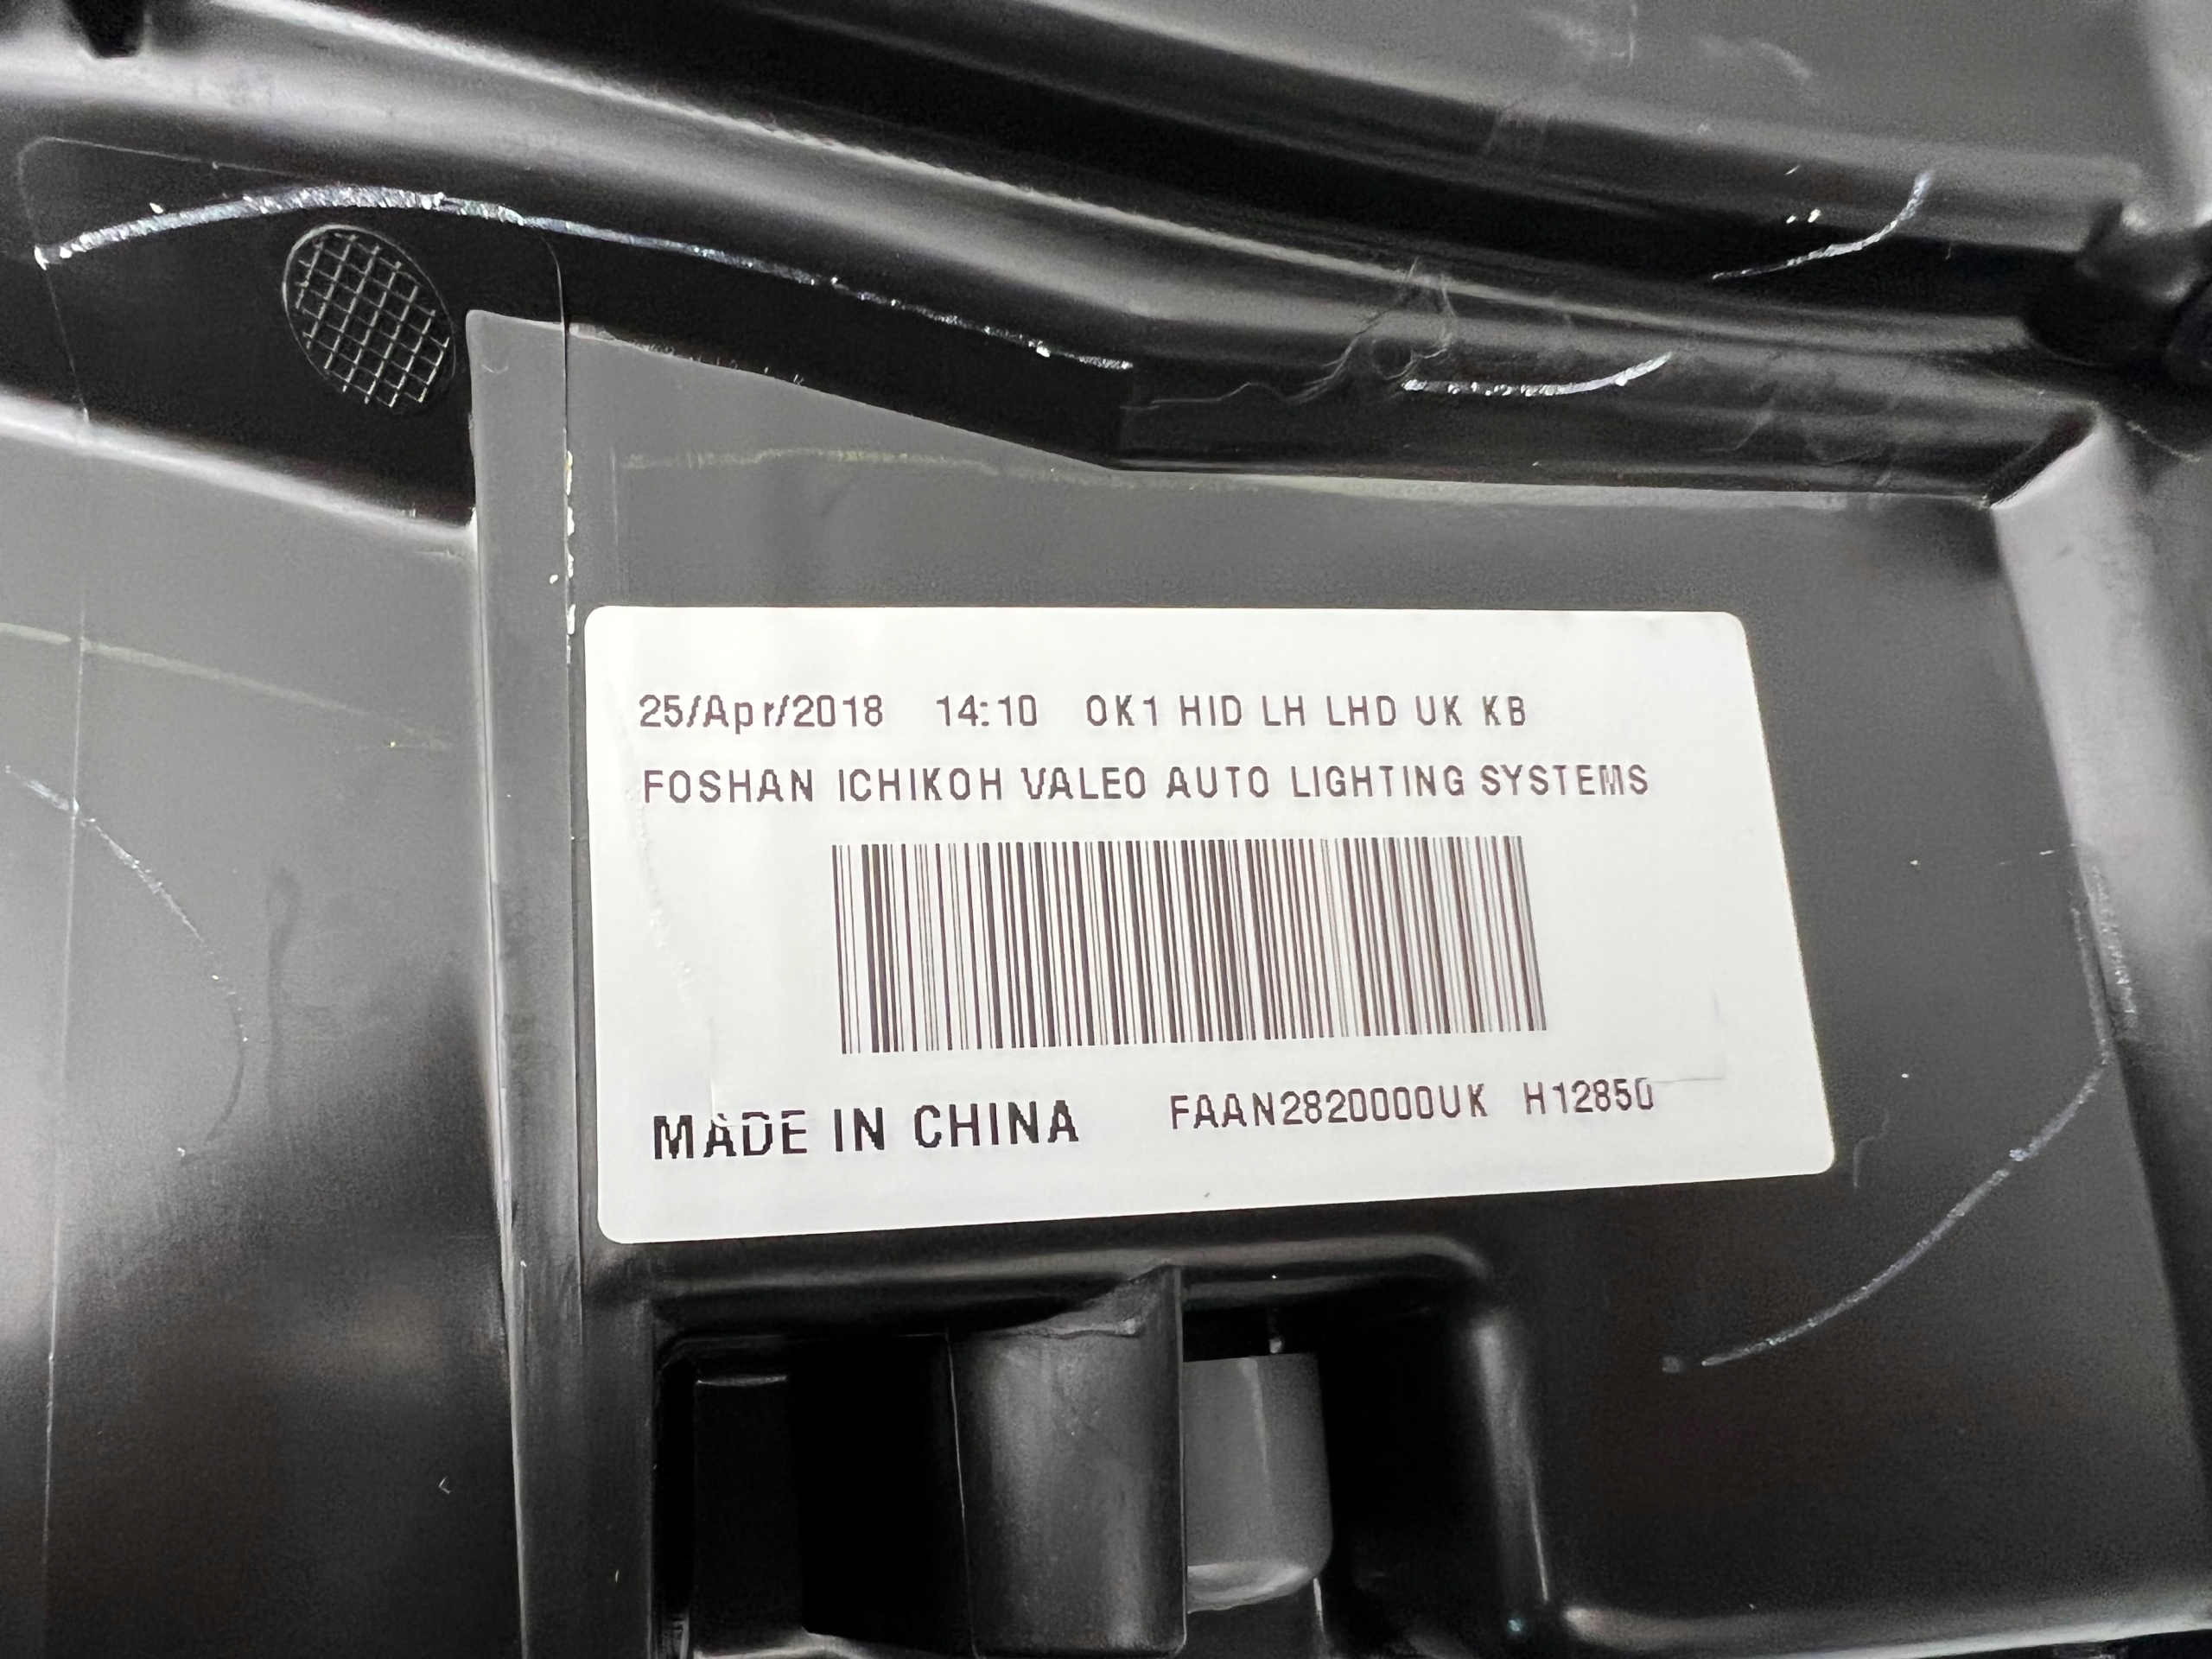 25/Apr/2018 14:10 0K1 HID LH LHD UK KB
FOSHAN ICHIKOH VALEO AUTO LIGHTING SYSTEMS
MADE IN CHINA FAAN2820000UK H12850